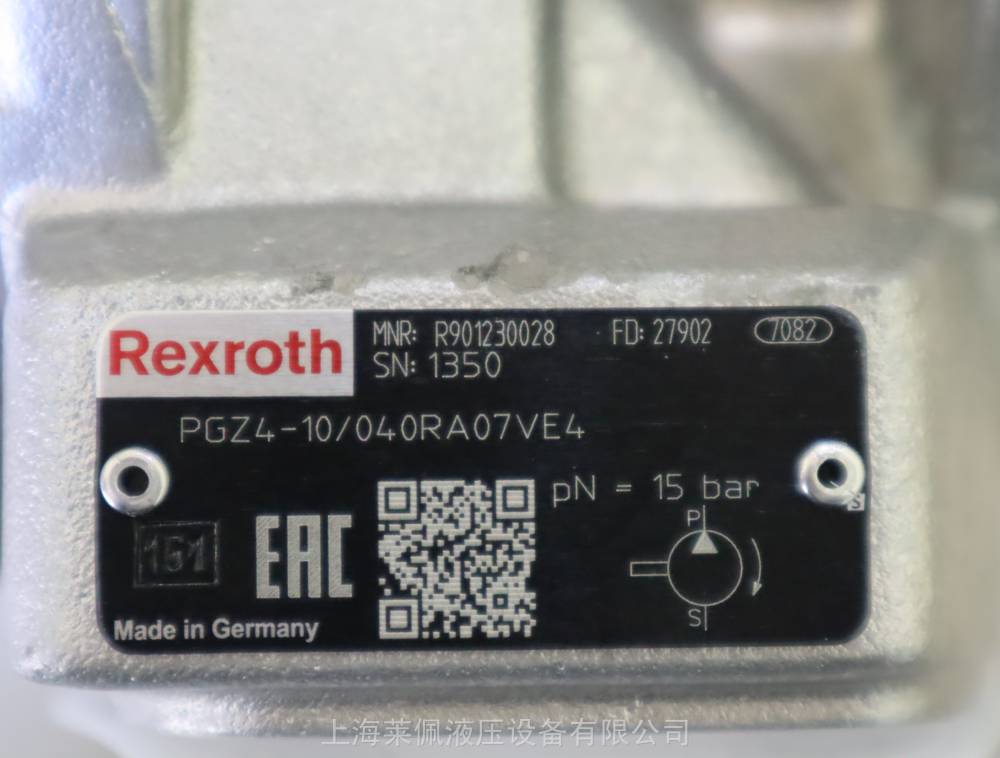 Rexroth
MNR: R901230028 FD: 27902 7082
SN: 1350
PGZ4-10/040RA07VE4
pN = 15 bar
P
S
151
EAC
Made in Germany
上海莱佩液压设备有限公司